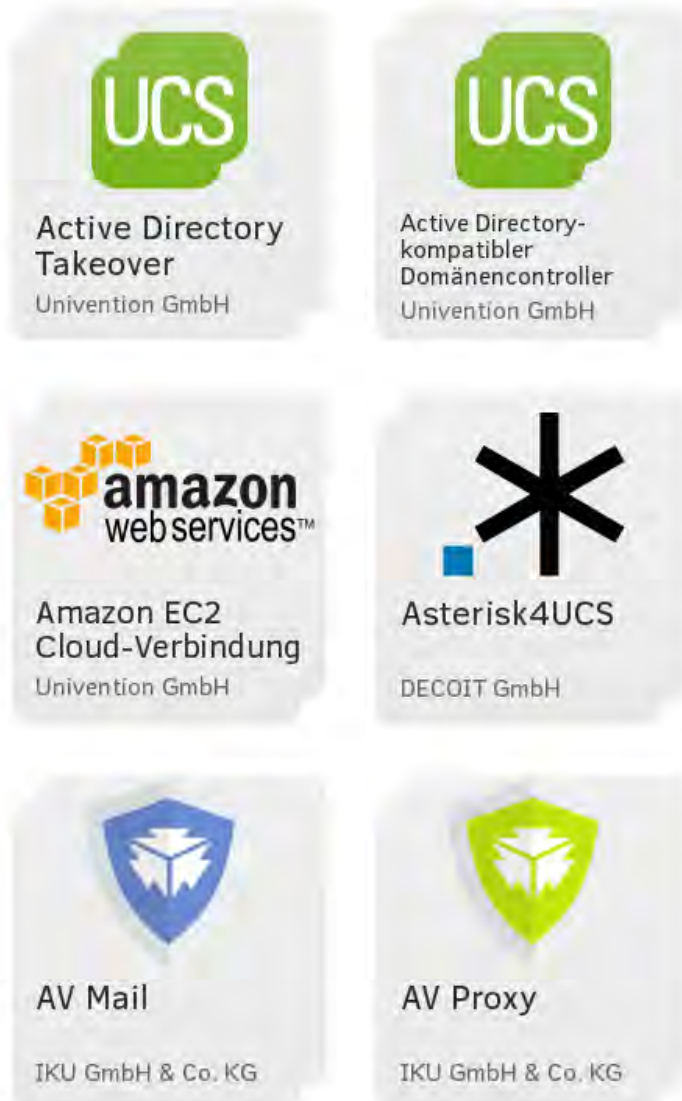 UCS
Active Directory
Takeover
Univention GmbH
UCS
Active Directory-
kompatibler
Domänencontroller
Univention GmbH
amazon
webservices™
Amazon EC2
Cloud-Verbindung
Univention GmbH
Asterisk4UCS
DECOIT GmbH
AV Mail
IKU GmbH & Co. KG
AV Proxy
IKU GmbH & Co. KG